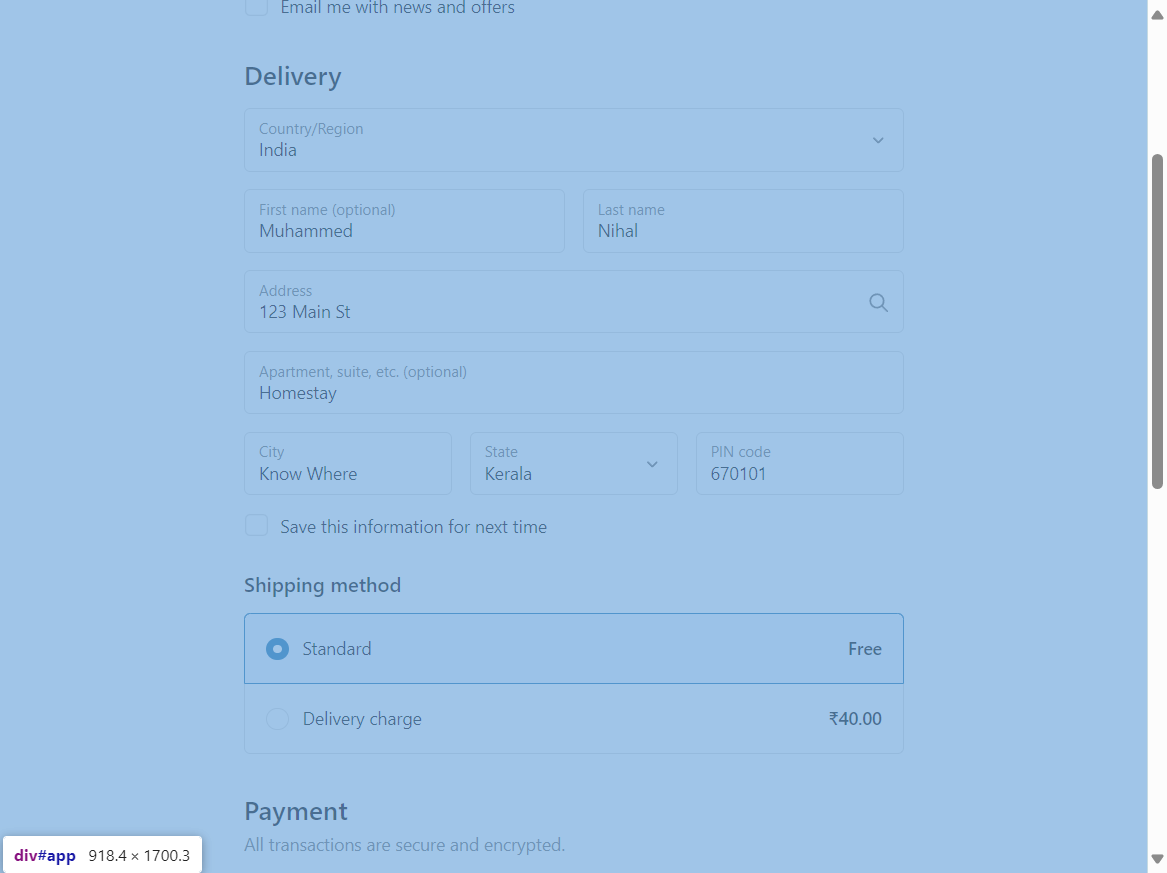 Email me with news and offers
Delivery
Country/Region
India
First name (optional)
Muhammed
Last name
Nihal
Address
123 Main St
Apartment, suite, etc. (optional)
Homestay
City
Know Where
State
Kerala
PIN code
670101
Save this information for next time
Shipping method
Standard Free
Delivery charge ₹40.00
Payment
All transactions are secure and encrypted.
div#app 918.4 × 1700.3